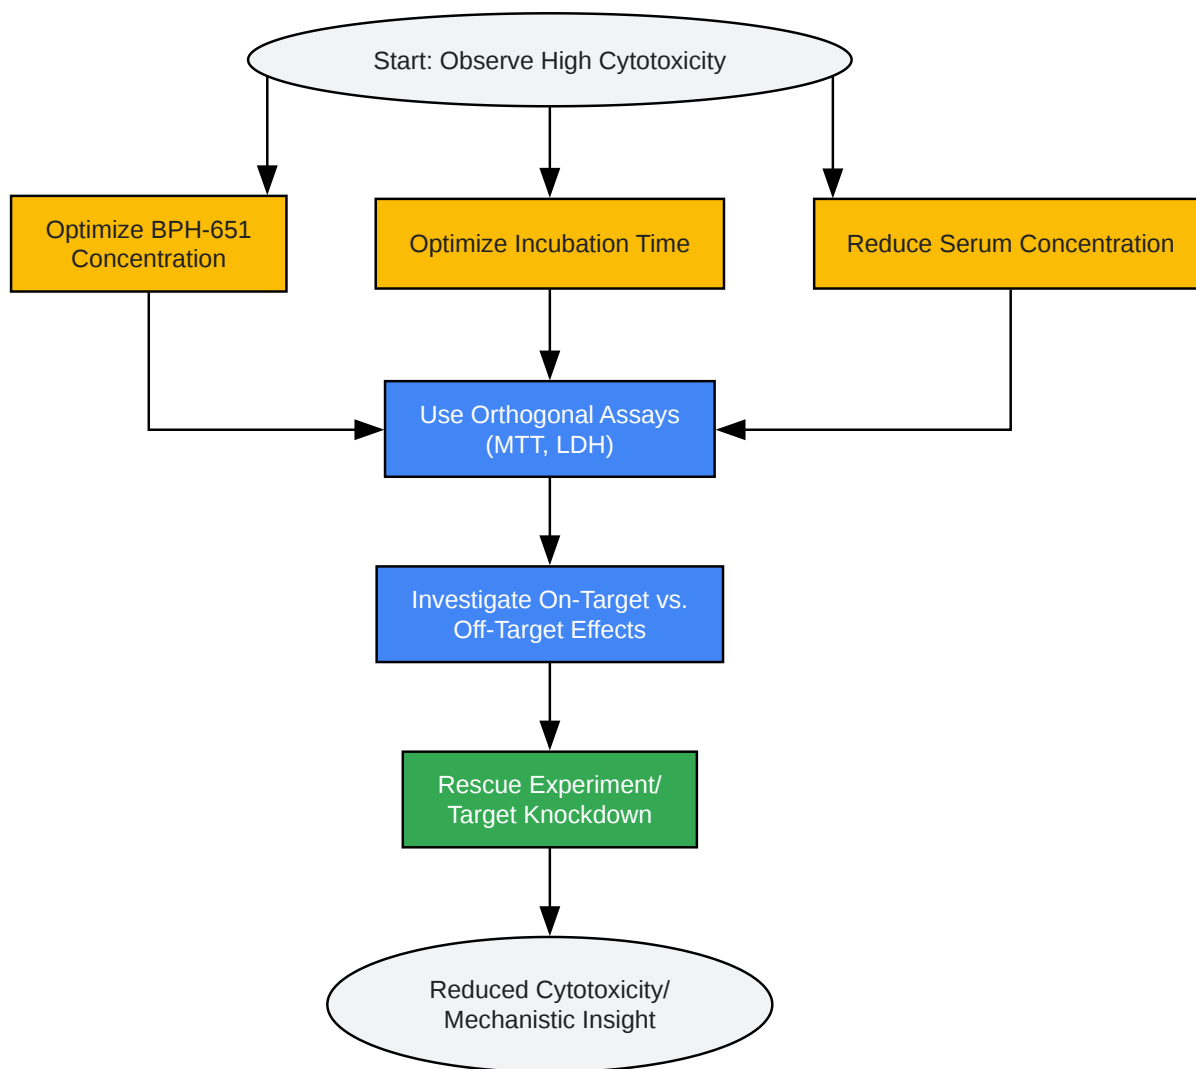 Start: Observe High Cytotoxicity
Optimize BPH-651
Concentration
Optimize Incubation Time
Reduce Serum Concentration
Use Orthogonal Assays
(MTT, LDH)
Investigate On-Target vs.
Off-Target Effects
Rescue Experiment/
Target Knockdown
Reduced Cytotoxicity/
Mechanistic Insight